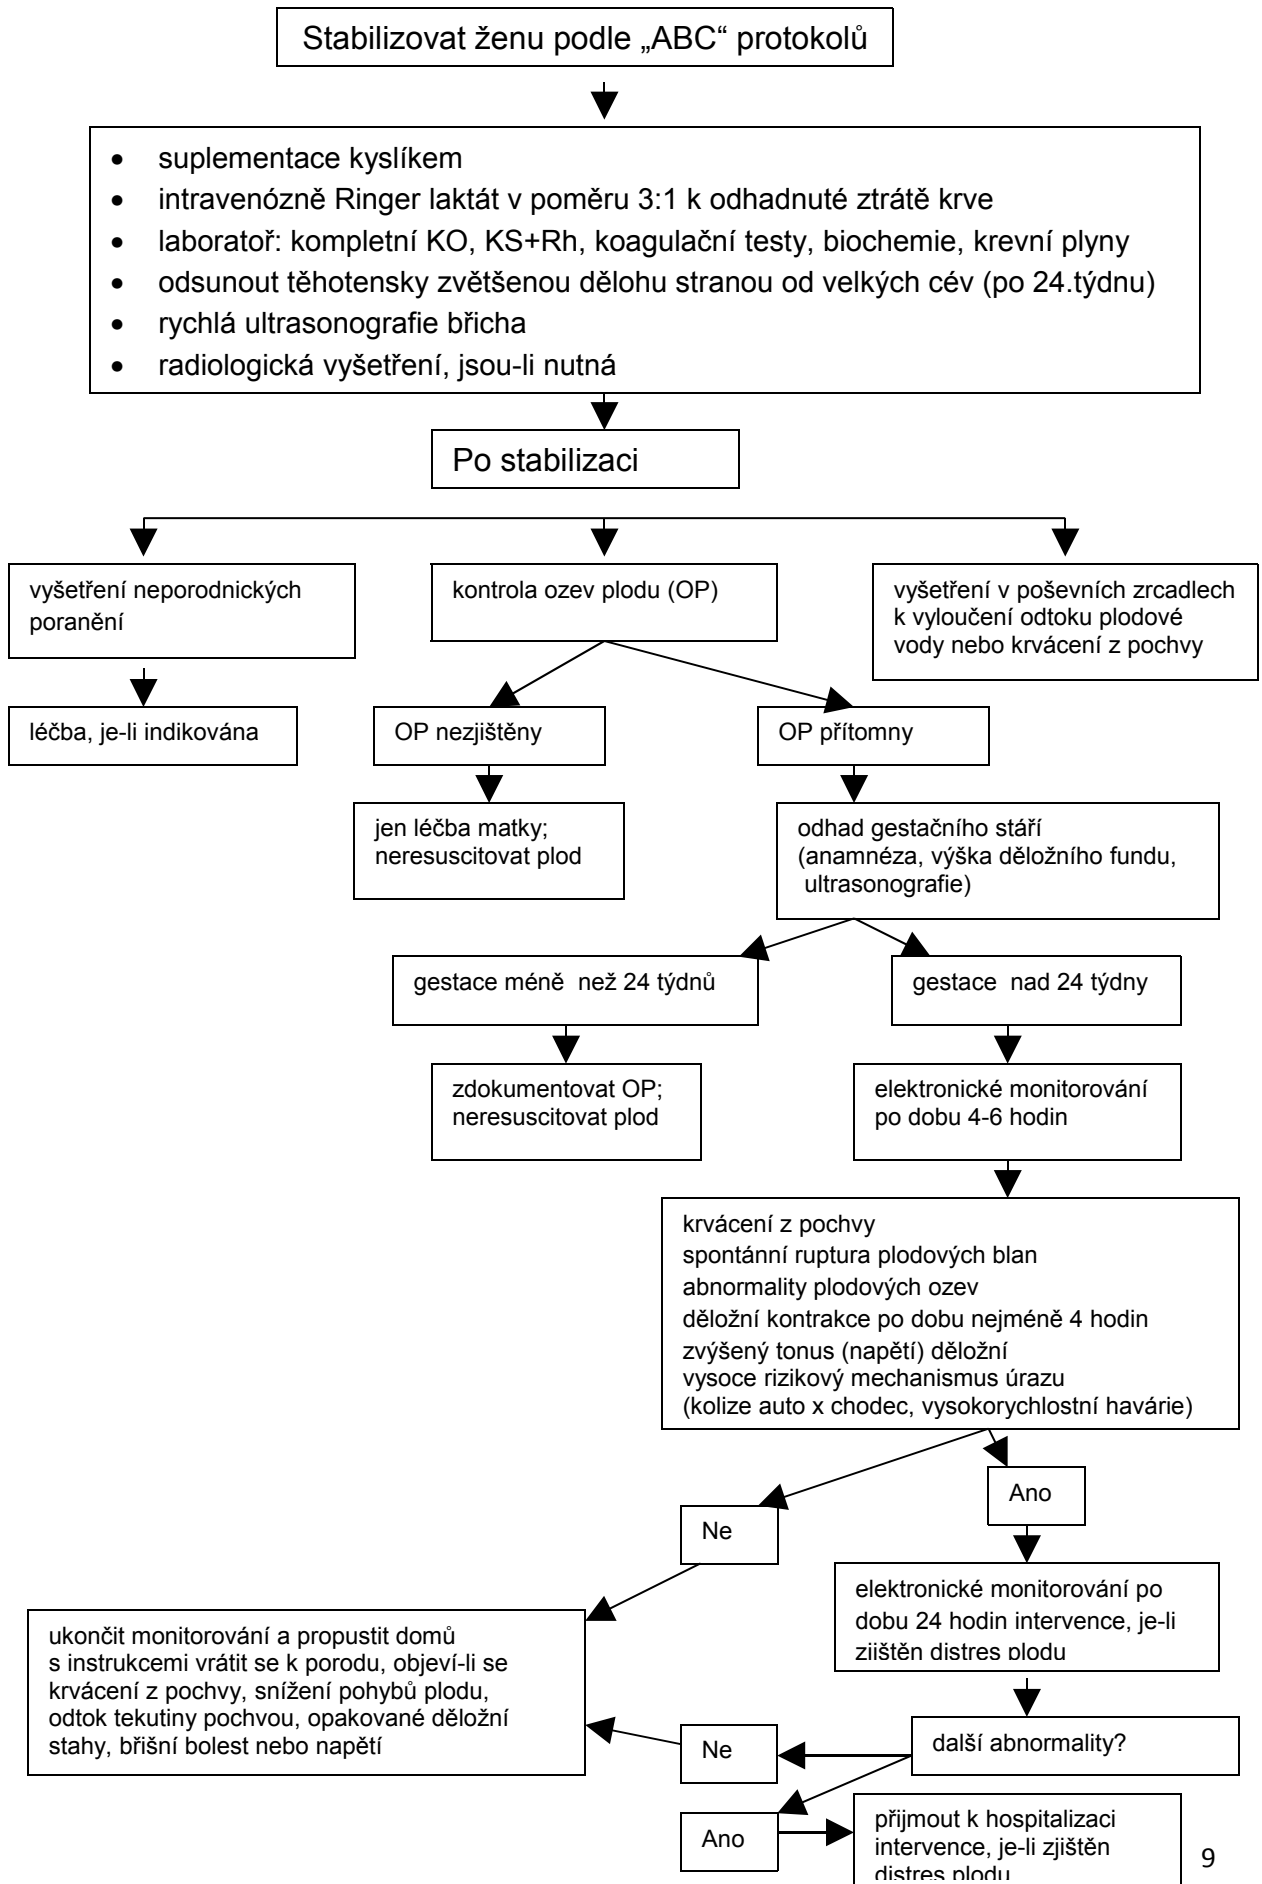 Stabilizovat ženu podle „ABC“ protokolů
• suplementace kyslíkem
• intravenózně Ringer laktát v poměru 3:1 k odhadnuté ztrátě krve
• laboratoř: kompletní KO, KS+Rh, koagulační testy, biochemie, krevní plyny
• odsunout těhotensky zvětšenou dělohu stranou od velkých cév (po 24.týdnu)
• rychlá ultrasonografie břicha
• radiologická vyšetření, jsou-li nutná
Po stabilizaci
vyšetření neporodnických
poranění
kontrola ozev plodu (OP)
vyšetření v poševních zrcadlech
k vyloučení odtoku plodové
vody nebo krvácení z pochvy
léčba, je-li indikována
OP nezjištěny
OP přítomny
jen léčba matky;
neresuscitovat plod
odhad gestačního stáří
(anamnéza, výška děložního fundu,
ultrasonografie)
gestace méně než 24 týdnů
gestace nad 24 týdny
zdokumentovat OP;
neresuscitovat plod
elektronické monitorování
po dobu 4-6 hodin
krvácení z pochvy
spontánní ruptura plodových blan
abnormality plodových ozev
děložní kontrakce po dobu nejméně 4 hodin
zvýšený tonus (napětí) děložní
vysoce rizikový mechanismus úrazu
(kolize auto x chodec, vysokorychlostní havárie)
Ano
Ne
elektronické monitorování po
dobu 24 hodin intervence, je-li
zjištěn distres plodu
ukončit monitorování a propustit domů
s instrukcemi vrátit se k porodu, objeví-li se
krvácení z pochvy, snížení pohybů plodu,
odtok tekutiny pochvou, opakované děložní
stahy, břišní bolest nebo napětí
další abnormality?
Ne
Ano
přijmout k hospitalizaci
intervence, je-li zjištěn
distres plodu
9